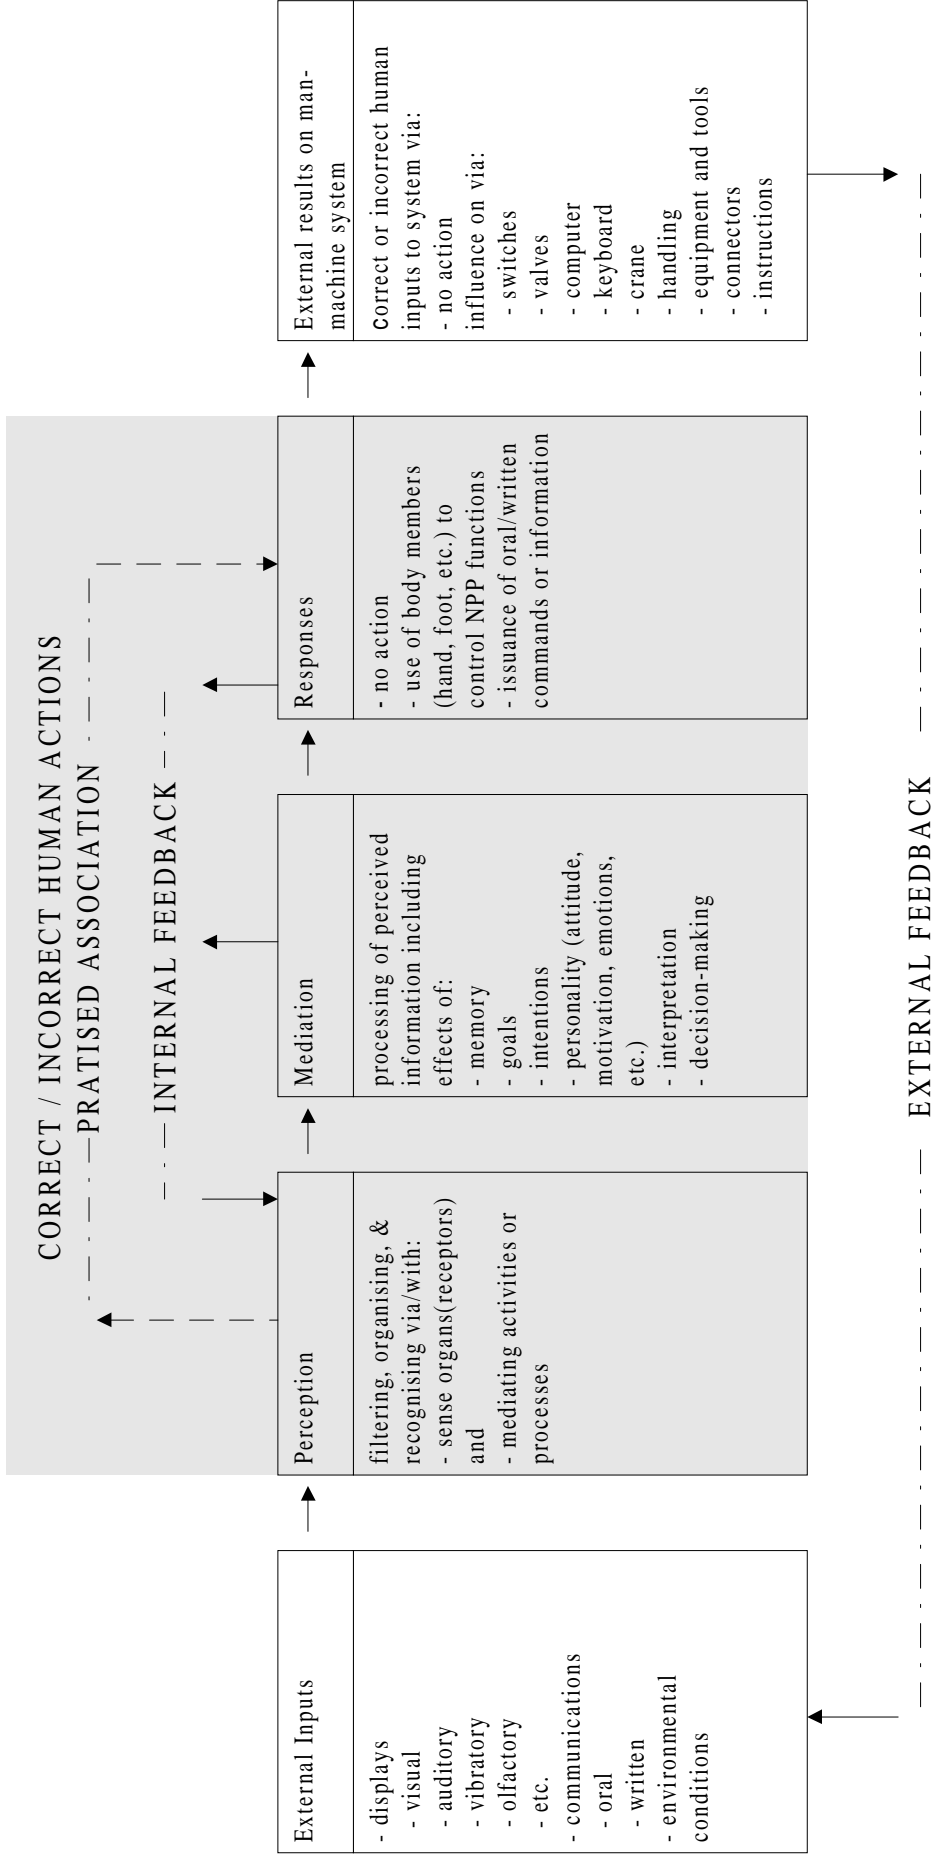 CORRECT / INCORRECT HUMAN ACTIONS
PRATISED ASSOCIATION
INTERNAL FEEDBACK
External Inputs
- displays
- visual
- auditory
- vibratory
- olfactory
- etc.
- communications
- oral
- written
- environmental
conditions
Perception
filtering, organising, &
recognising via/with:
- sense organs(receptors)
and
- mediating activities or
processes
Mediation
processing of perceived
information including
effects of:
- memory
- goals
- intentions
- personality (attitude,
motivation, emotions,
etc.)
- interpretation
- decision-making
Responses
- no action
- use of body members
(hand, foot, etc.) to
control NPP functions
- issuance of oral/written
commands or information
External results on man-
machine system
correct or incorrect human
inputs to system via:
- no action
influence on via:
- switches
- valves
- computer
- keyboard
- crane
- handling
- equipment and tools
- connectors
- instructions
EXTERNAL FEEDBACK